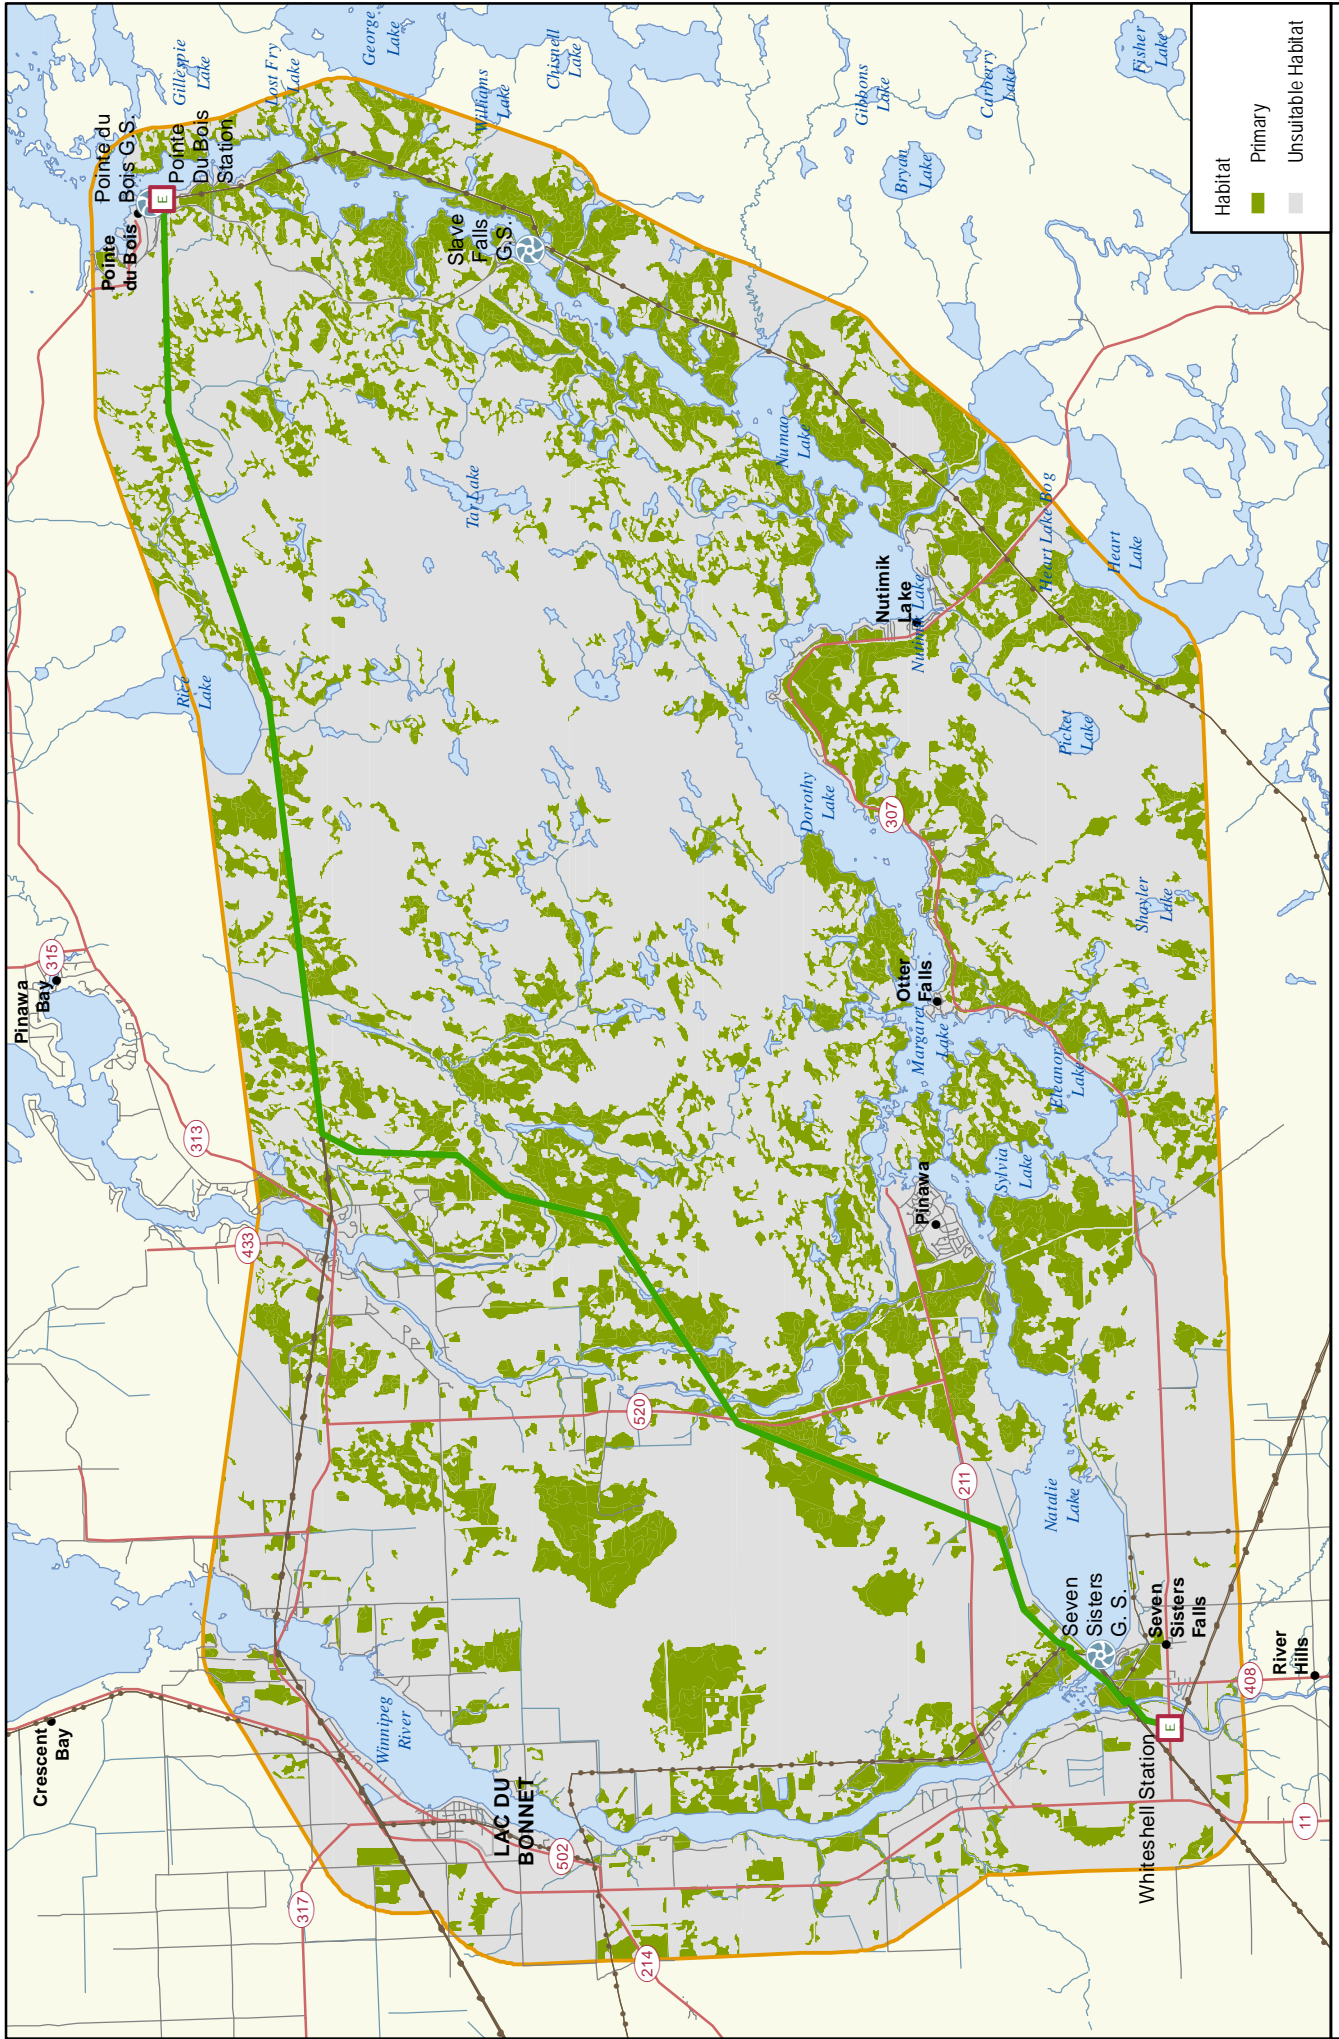 Gillespie
Lake
Lost Fry
Lake
George
Lake
Williams
Lake
Chisnell
Lake
Gibbons
Lake
Carberry
Lake
Fisher
Lake
Bryan
Lake
Pointe du
Bois G.S.
Pointe
Du Bois
Station
E
Pointe
du Bois
Slave
Falls
G.S.
Habitat
Primary
Unsuitable Habitat
Tar Lake
Numao
Lake
Heart Lake Bog
Heart
Lake
Nutimik
Lake
Nutimik Lake
Rice
Lake
Picket
Lake
Dorothy
Lake
307
Shayler
Lake
315
Pinawa
Bay
Otter
Falls
Margaret
Lake
Eleanor
Lake
313
Sylvia
Lake
Pinawa
433
520
211
Natalie
Lake
Seven
Sisters
G. S.
Seven
Sisters
Falls
River
Hills
408
E
Whiteshell Station
Crescent
Bay
Winnipeg
River
LAC DU
BONNET
502
317
214
11